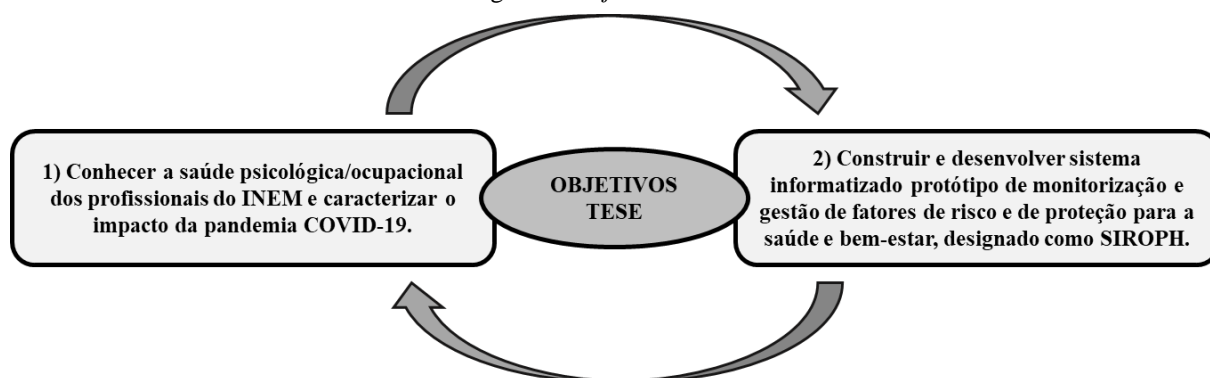 1) Conhecer a saúde psicológica/ocupacional
dos profissionais do INEM e caracterizar o
impacto da pandemia COVID-19.
OBJETIVOS
TESE
2) Construir e desenvolver sistema
informatizado protótipo de monitorização e
gestão de fatores de risco e de proteção para a
saúde e bem-estar, designado como SIROPH.